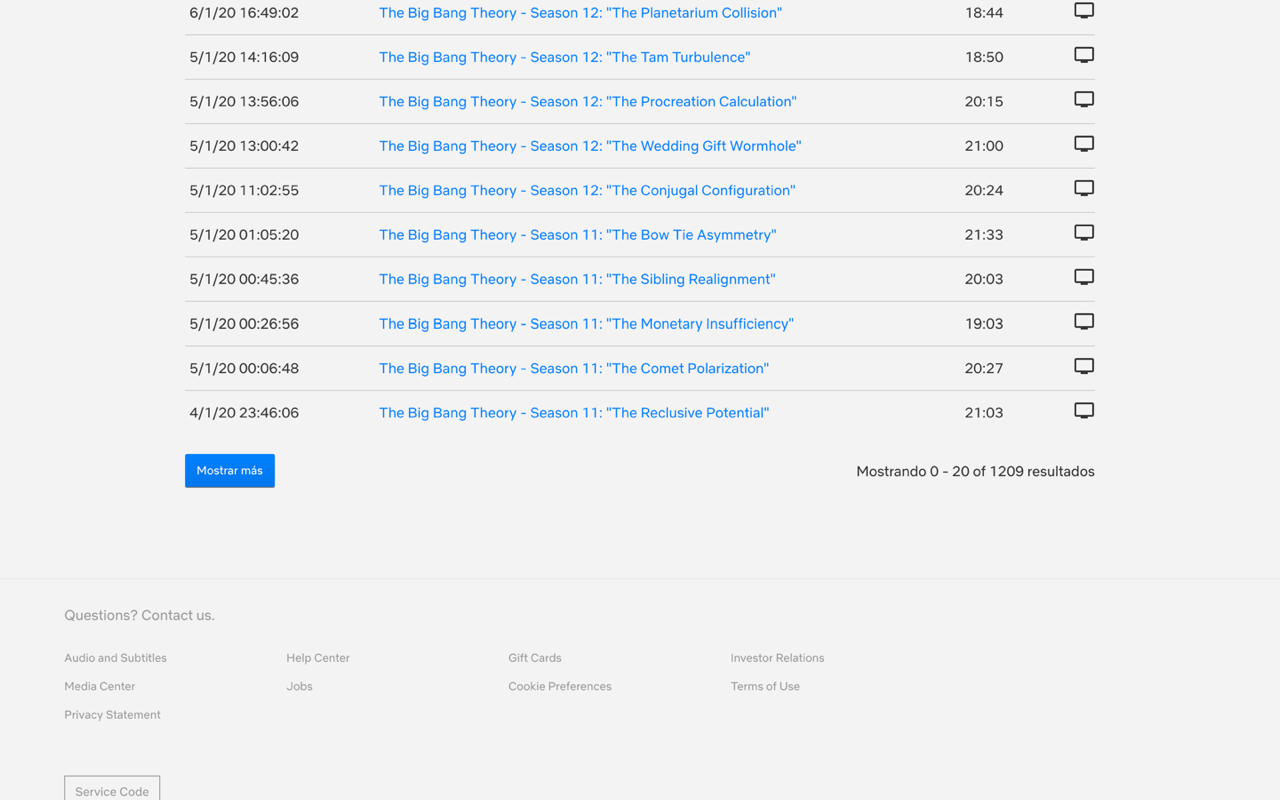 6/1/20 16:49:02 The Big Bang Theory - Season 12: "The Planetarium Collision" 18:44
5/1/20 14:16:09 The Big Bang Theory - Season 12: "The Tam Turbulence" 18:50
5/1/20 13:56:06 The Big Bang Theory - Season 12: "The Procreation Calculation" 20:15
5/1/20 13:00:42 The Big Bang Theory - Season 12: "The Wedding Gift Wormhole" 21:00
5/1/20 11:02:55 The Big Bang Theory - Season 12: "The Conjugal Configuration" 20:24
5/1/20 01:05:20 The Big Bang Theory - Season 11: "The Bow Tie Asymmetry" 21:33
5/1/20 00:45:36 The Big Bang Theory - Season 11: "The Sibling Realignment" 20:03
5/1/20 00:26:56 The Big Bang Theory - Season 11: "The Monetary Insufficiency" 19:03
5/1/20 00:06:48 The Big Bang Theory - Season 11: "The Comet Polarization" 20:27
4/1/20 23:46:06 The Big Bang Theory - Season 11: "The Reclusive Potential" 21:03
Mostrar más Mostrando 0 - 20 of 1209 resultados
Questions? Contact us.
Audio and Subtitles Help Center Gift Cards Investor Relations
Media Center Jobs Cookie Preferences Terms of Use
Privacy Statement
Service Code